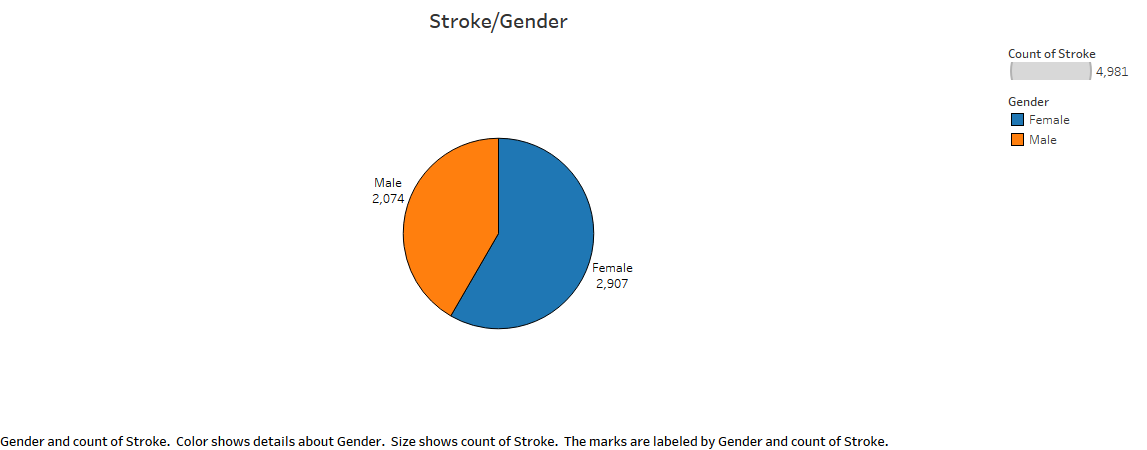 Stroke/Gender
Count of Stroke
4,981
Gender
Female
Male
Male
2,074
Female
2,907
Gender and count of Stroke.  Color shows details about Gender.  Size shows count of Stroke.  The marks are labeled by Gender and count of Stroke.